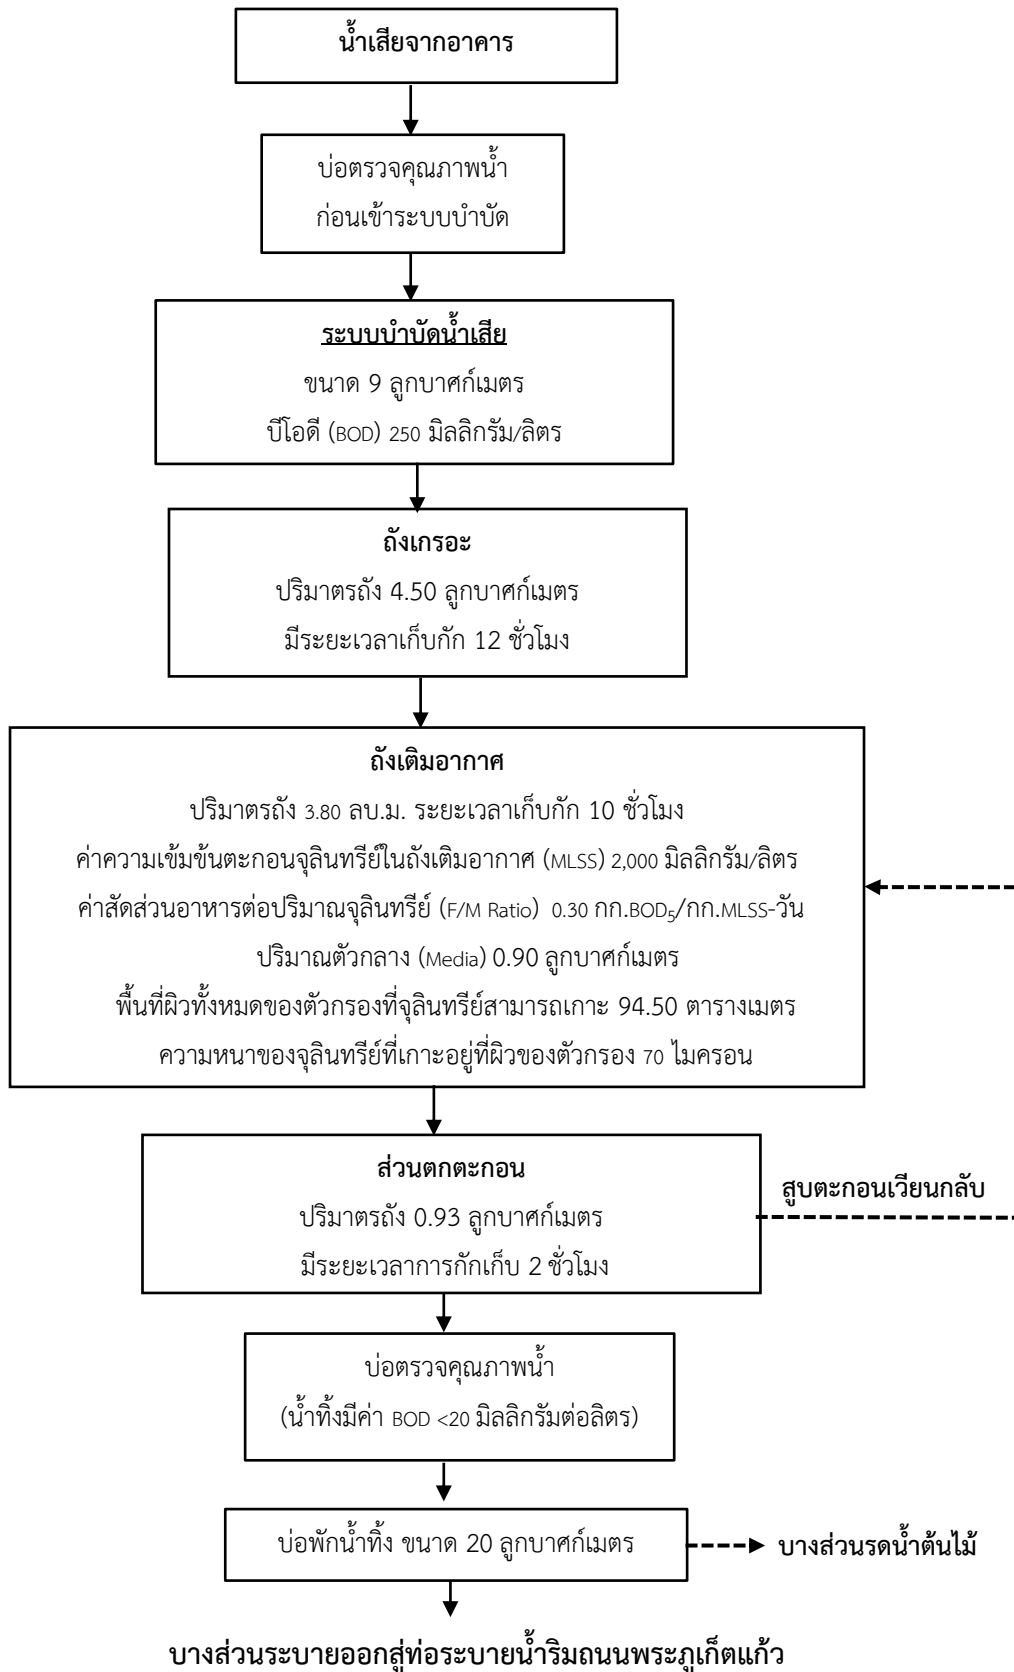 น้ำเสียจากอาคาร
บ่อตรวจคุณภาพน้ำ
ก่อนเข้าระบบบำบัด
ระบบบำบัดน้ำเสีย
ขนาด 9 ลูกบาศก์เมตร
บีโอดี (BOD) 250 มิลลิกรัม/ลิตร
ถังเกรอะ
ปริมาตรถัง 4.50 ลูกบาศก์เมตร
มีระยะเวลาเก็บกัก 12 ชั่วโมง
ถังเติมอากาศ
ปริมาตรถัง 3.80 ลบ.ม. ระยะเวลาเก็บกัก 10 ชั่วโมง
ค่าความเข้มข้นตะกอนจุลินทรีย์ในถังเติมอากาศ (MLSS) 2,000 มิลลิกรัม/ลิตร
ค่าสัดส่วนอาหารต่อปริมาณจุลินทรีย์ (F/M Ratio) 0.30 กก.BOD₅/กก.MLSS-วัน
ปริมาณตัวกลาง (Media) 0.90 ลูกบาศก์เมตร
พื้นที่ผิวทั้งหมดของตัวกรองที่จุลินทรีย์สามารถเกาะ 94.50 ตารางเมตร
ความหนาของจุลินทรีย์ที่เกาะอยู่ที่ผิวของตัวกรอง 70 ไมครอน
ส่วนตกตะกอน
ปริมาตรถัง 0.93 ลูกบาศก์เมตร
มีระยะเวลาการกักเก็บ 2 ชั่วโมง
สูบตะกอนเวียนกลับ
บ่อตรวจคุณภาพน้ำ
(น้ำทิ้งมีค่า BOD <20 มิลลิกรัมต่อลิตร)
บ่อพักน้ำทิ้ง ขนาด 20 ลูกบาศก์เมตร
บางส่วนรดน้ำต้นไม้
บางส่วนระบายออกสู่ท่อระบายน้ำริมถนนพระภูเก็ตแก้ว